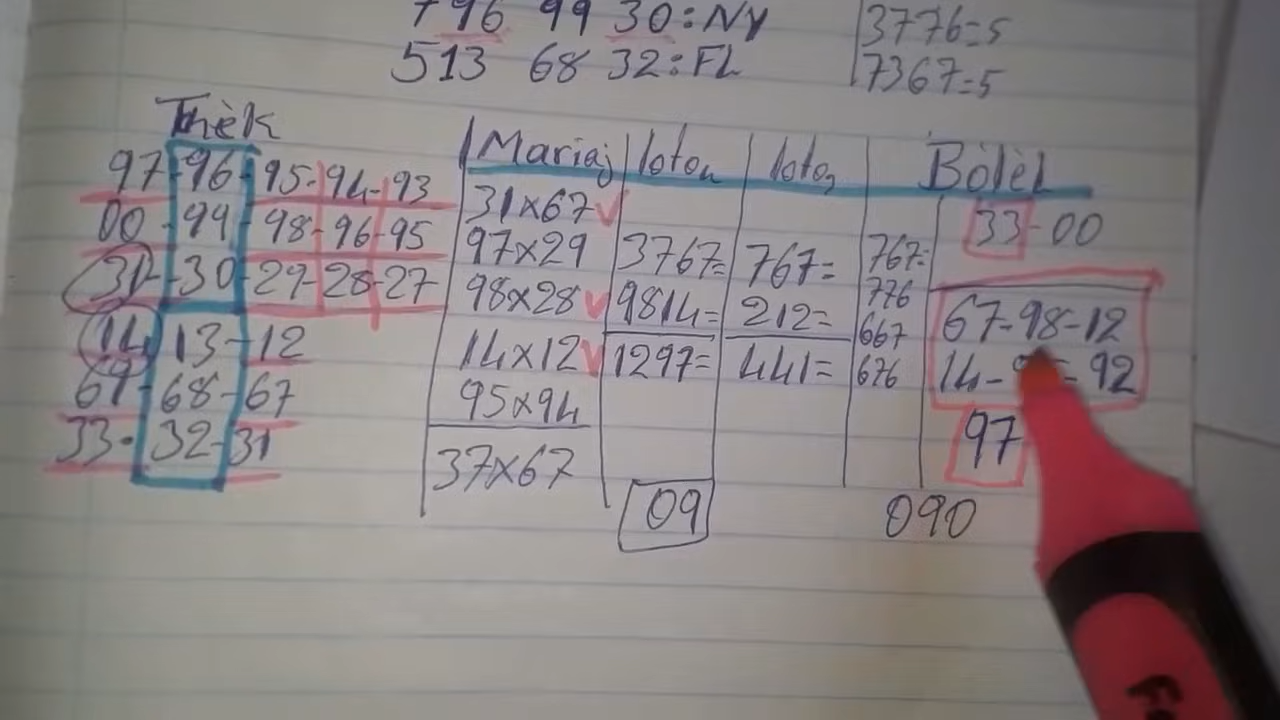 796 99 30:NY
513 68 32:FL
3776=5
7367=5
Thèk
97-96-95-94-93
00-99-98-96-95
31-30-29-28-27
14-13-12
69-68-67
33-32-31
Mariaj
31x67
97x29
98x28
14x12
95x94
37x67
loto4
3767=
9814=
1297=
09
loto3
767=
212=
441=
767=
776
667
676
Bòlèt
33-00
67-98-12
14- -92
97
090